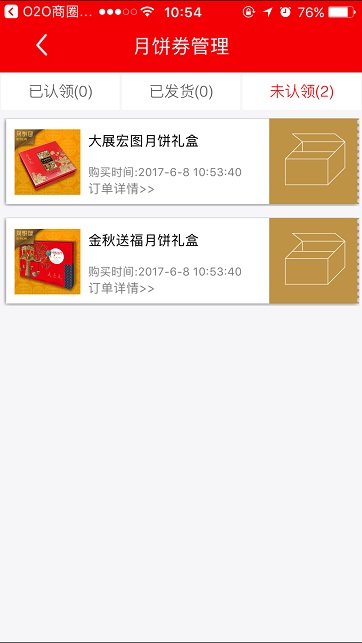 O2O商圈... 10:54 76%
月饼券管理
已认领(0) 已发货(0) 未认领(2)
大展宏图月饼礼盒
购买时间:2017-6-8 10:53:40
订单详情>>
金秋送福月饼礼盒
购买时间:2017-6-8 10:53:40
订单详情>>